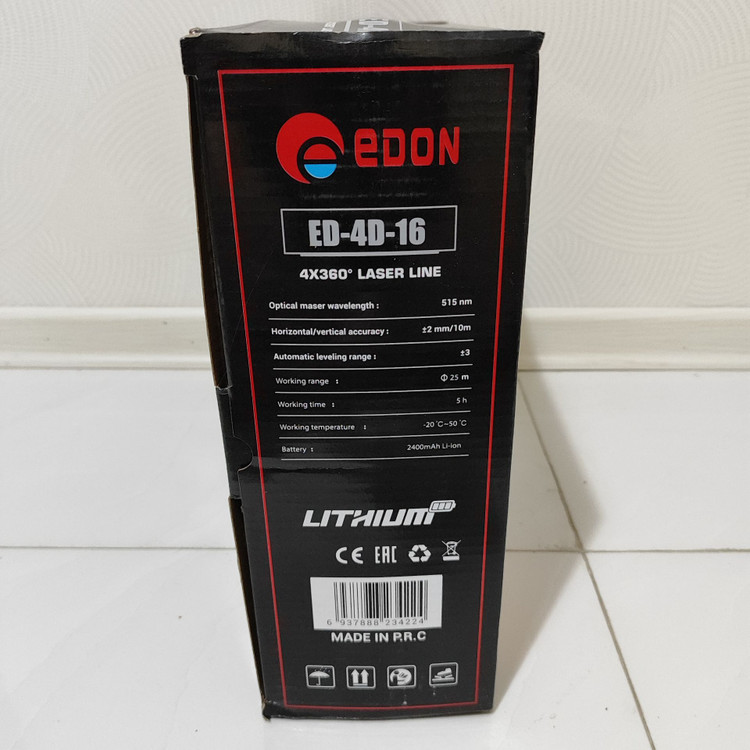 eDON
ED-4D-16
4X360° LASER LINE
Optical maser wavelength : 515 nm
Horizontal/vertical accuracy : ±2 mm/10m
Automatic leveling range : ±3
Working range : Φ 25 m
Working time : 5 h
Working temperature : -20 °C~50 °C
Battery : 2400mAh Li-ion
LITHIUM
CE EAC
6 937888 234224
MADE IN P.R.C